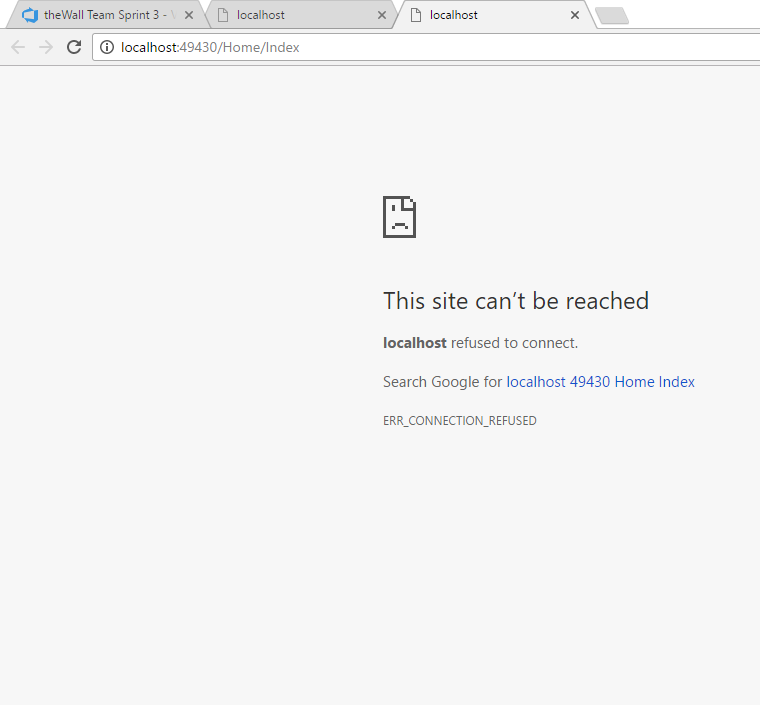 theWall Team Sprint 3 -
localhost
localhost
localhost:49430/Home/Index
This site can’t be reached
localhost refused to connect.
Search Google for localhost 49430 Home Index
ERR_CONNECTION_REFUSED